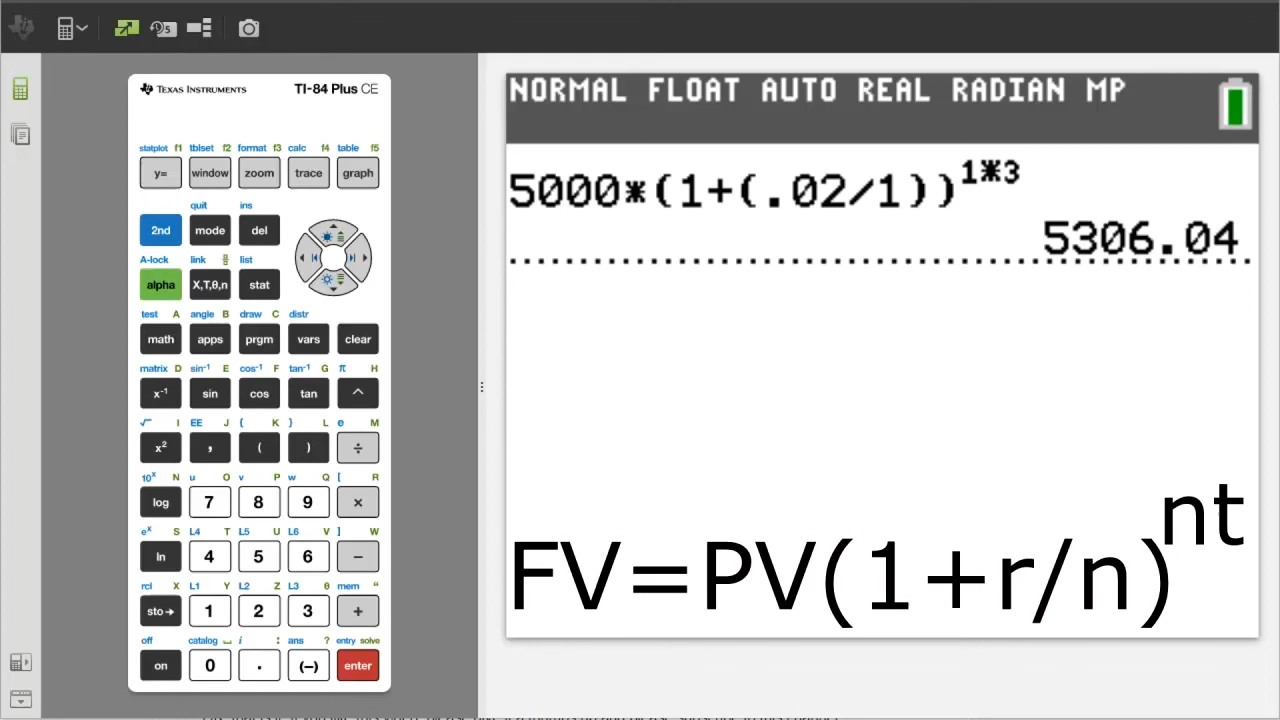 TEXAS INSTRUMENTS TI-84 Plus CE
statplot f1 tblset f2 format f3 calc f4 table f5
y= window zoom trace graph
quit ins
2nd mode del
A-lock link list
alpha X,T,θ,n stat
test A angle B draw C distr
math apps prgm vars clear
matrix D sin⁻¹ E cos⁻¹ F tan⁻¹ G π H
x⁻¹ sin cos tan ^
√ I EE J { K } L e M
x² , ( ) ÷
10ˣ N u O v P w Q [ R
log 7 8 9 ×
eˣ S L4 T L5 U L6 V ] W
ln 4 5 6 −
rcl X L1 Y L2 Z L3 θ mem "
sto→ 1 2 3 +
off catalog ␣ i : ans ? entry solve
on 0 . (−) enter
NORMAL FLOAT AUTO REAL RADIAN MP
5000*(1+(.02/1))^1*3
5306.04
FV=PV(1+r/n)^nt